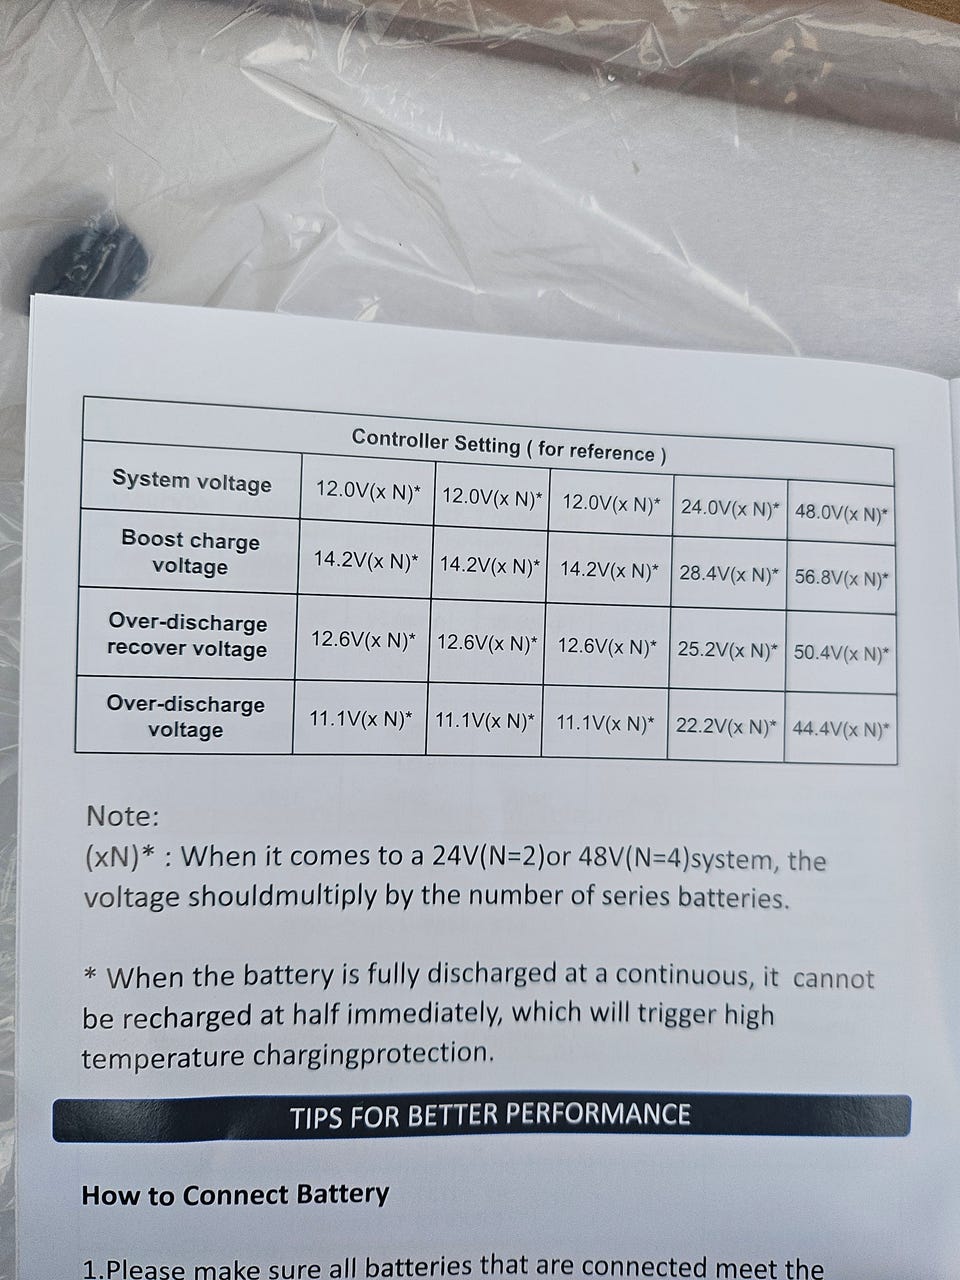 Controller Setting ( for reference )
System voltage 12.0V(x N)* 12.0V(x N)* 12.0V(x N)* 24.0V(x N)* 48.0V(x N)*
Boost charge
voltage 14.2V(x N)* 14.2V(x N)* 14.2V(x N)* 28.4V(x N)* 56.8V(x N)*
Over-discharge
recover voltage 12.6V(x N)* 12.6V(x N)* 12.6V(x N)* 25.2V(x N)* 50.4V(x N)*
Over-discharge
voltage 11.1V(x N)* 11.1V(x N)* 11.1V(x N)* 22.2V(x N)* 44.4V(x N)*
Note:
(xN)* : When it comes to a 24V(N=2)or 48V(N=4)system, the
voltage shouldmultiply by the number of series batteries.
* When the battery is fully discharged at a continuous, it cannot
be recharged at half immediately, which will trigger high
temperature chargingprotection.
TIPS FOR BETTER PERFORMANCE
How to Connect Battery
1.Please make sure all batteries that are connected meet the